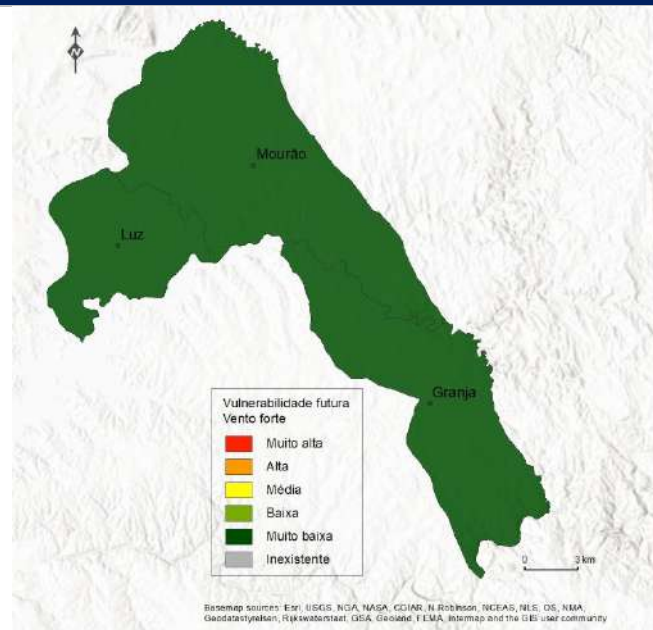 N
Mourão
Luz
Granja
Vulnerabilidade futura
Vento forte
Muito alta
Alta
Média
Baixa
Muito baixa
Inexistente
0 3 km
Basemap sources: Esri, USGS, NGA, NASA, CGIAR, N Robinson, NCEAS, NLS, OS, NMA,
Geodatastyrelsen, Rijkswaterstaat, GSA, Geoland, FEMA, Intermap and the GIS user community